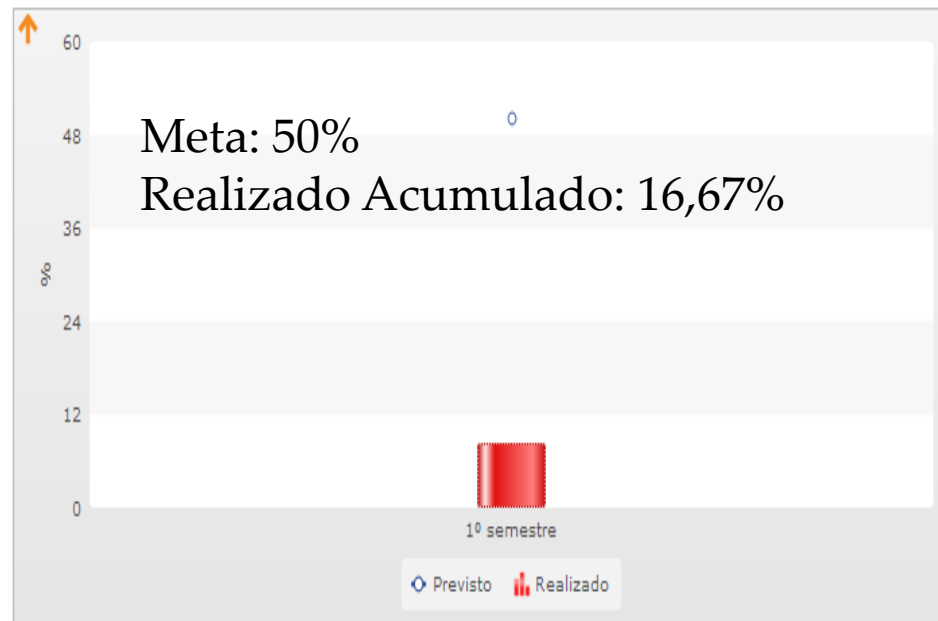 60
Meta: 50%
48
Realizado Acumulado: 16,67%
36
%
24
12
0
1º semestre
Previsto Realizado